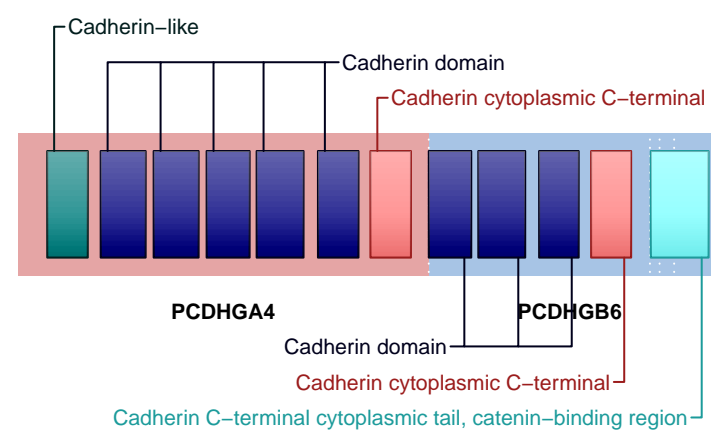 Cadherin−like
Cadherin domain
Cadherin cytoplasmic C−terminal
PCDHGA4
PCDHGB6
Cadherin domain
Cadherin cytoplasmic C−terminal
Cadherin C−terminal cytoplasmic tail, catenin−binding region